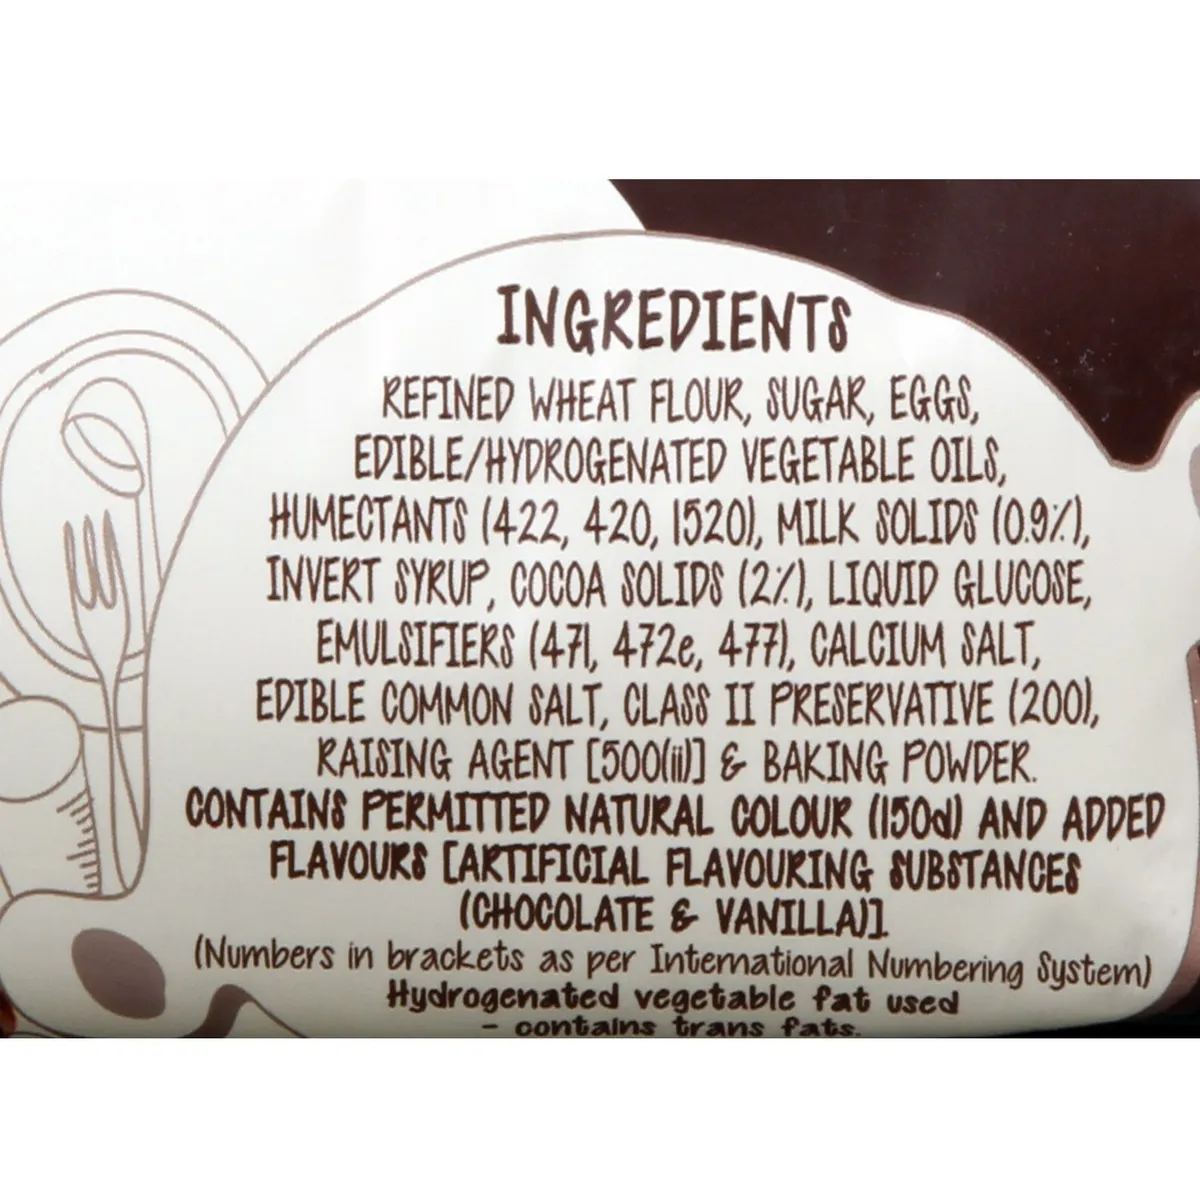 INGREDIENTS
REFINED WHEAT FLOUR, SUGAR, EGGS,
EDIBLE/HYDROGENATED VEGETABLE OILS,
HUMECTANTS (422, 420, 1520), MILK SOLIDS (0.9%),
INVERT SYRUP, COCOA SOLIDS (2%), LIQUID GLUCOSE,
EMULSIFIERS (471, 472e, 477), CALCIUM SALT,
EDIBLE COMMON SALT, CLASS II PRESERVATIVE (200),
RAISING AGENT [500(ii)] & BAKING POWDER.
CONTAINS PERMITTED NATURAL COLOUR (150d) AND ADDED
FLAVOURS [ARTIFICIAL FLAVOURING SUBSTANCES
(CHOCOLATE & VANILLA)].
(Numbers in brackets as per International Numbering System)
Hydrogenated vegetable fat used
- contains trans fats.